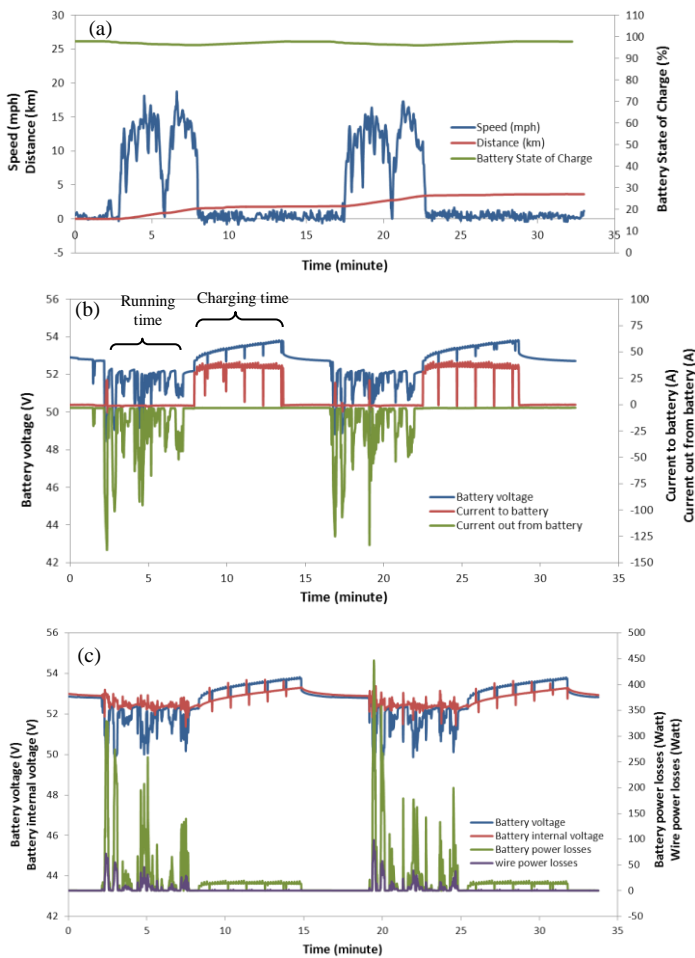 (a)
30
25
20
15
10
5
0
-5
Speed (mph)
Distance (km)
110
100
90
80
70
60
50
40
30
20
10
0
Battery State of Charge (%)
Speed (mph)
Distance (km)
Battery State of Charge
0 5 10 15 20 25 30 35
Time (minute)
(b)
Running time
Charging time
56
54
52
50
48
46
44
42
Battery voltage (V)
100
75
50
25
0
-25
-50
-75
-100
-125
-150
Current to battery (A)
Current out from battery (A)
Battery voltage
Current to battery
Current out from battery
0 5 10 15 20 25 30 35
Time (minute)
(c)
56
54
52
50
48
46
44
42
Battery voltage (V)
Battery internal voltage (V)
500
450
400
350
300
250
200
150
100
50
0
-50
Battery power losses (Watt)
Wire power losses (Watt)
Battery voltage
Battery internal voltage
Battery power losses
wire power losses
0 5 10 15 20 25 30 35
Time (minute)